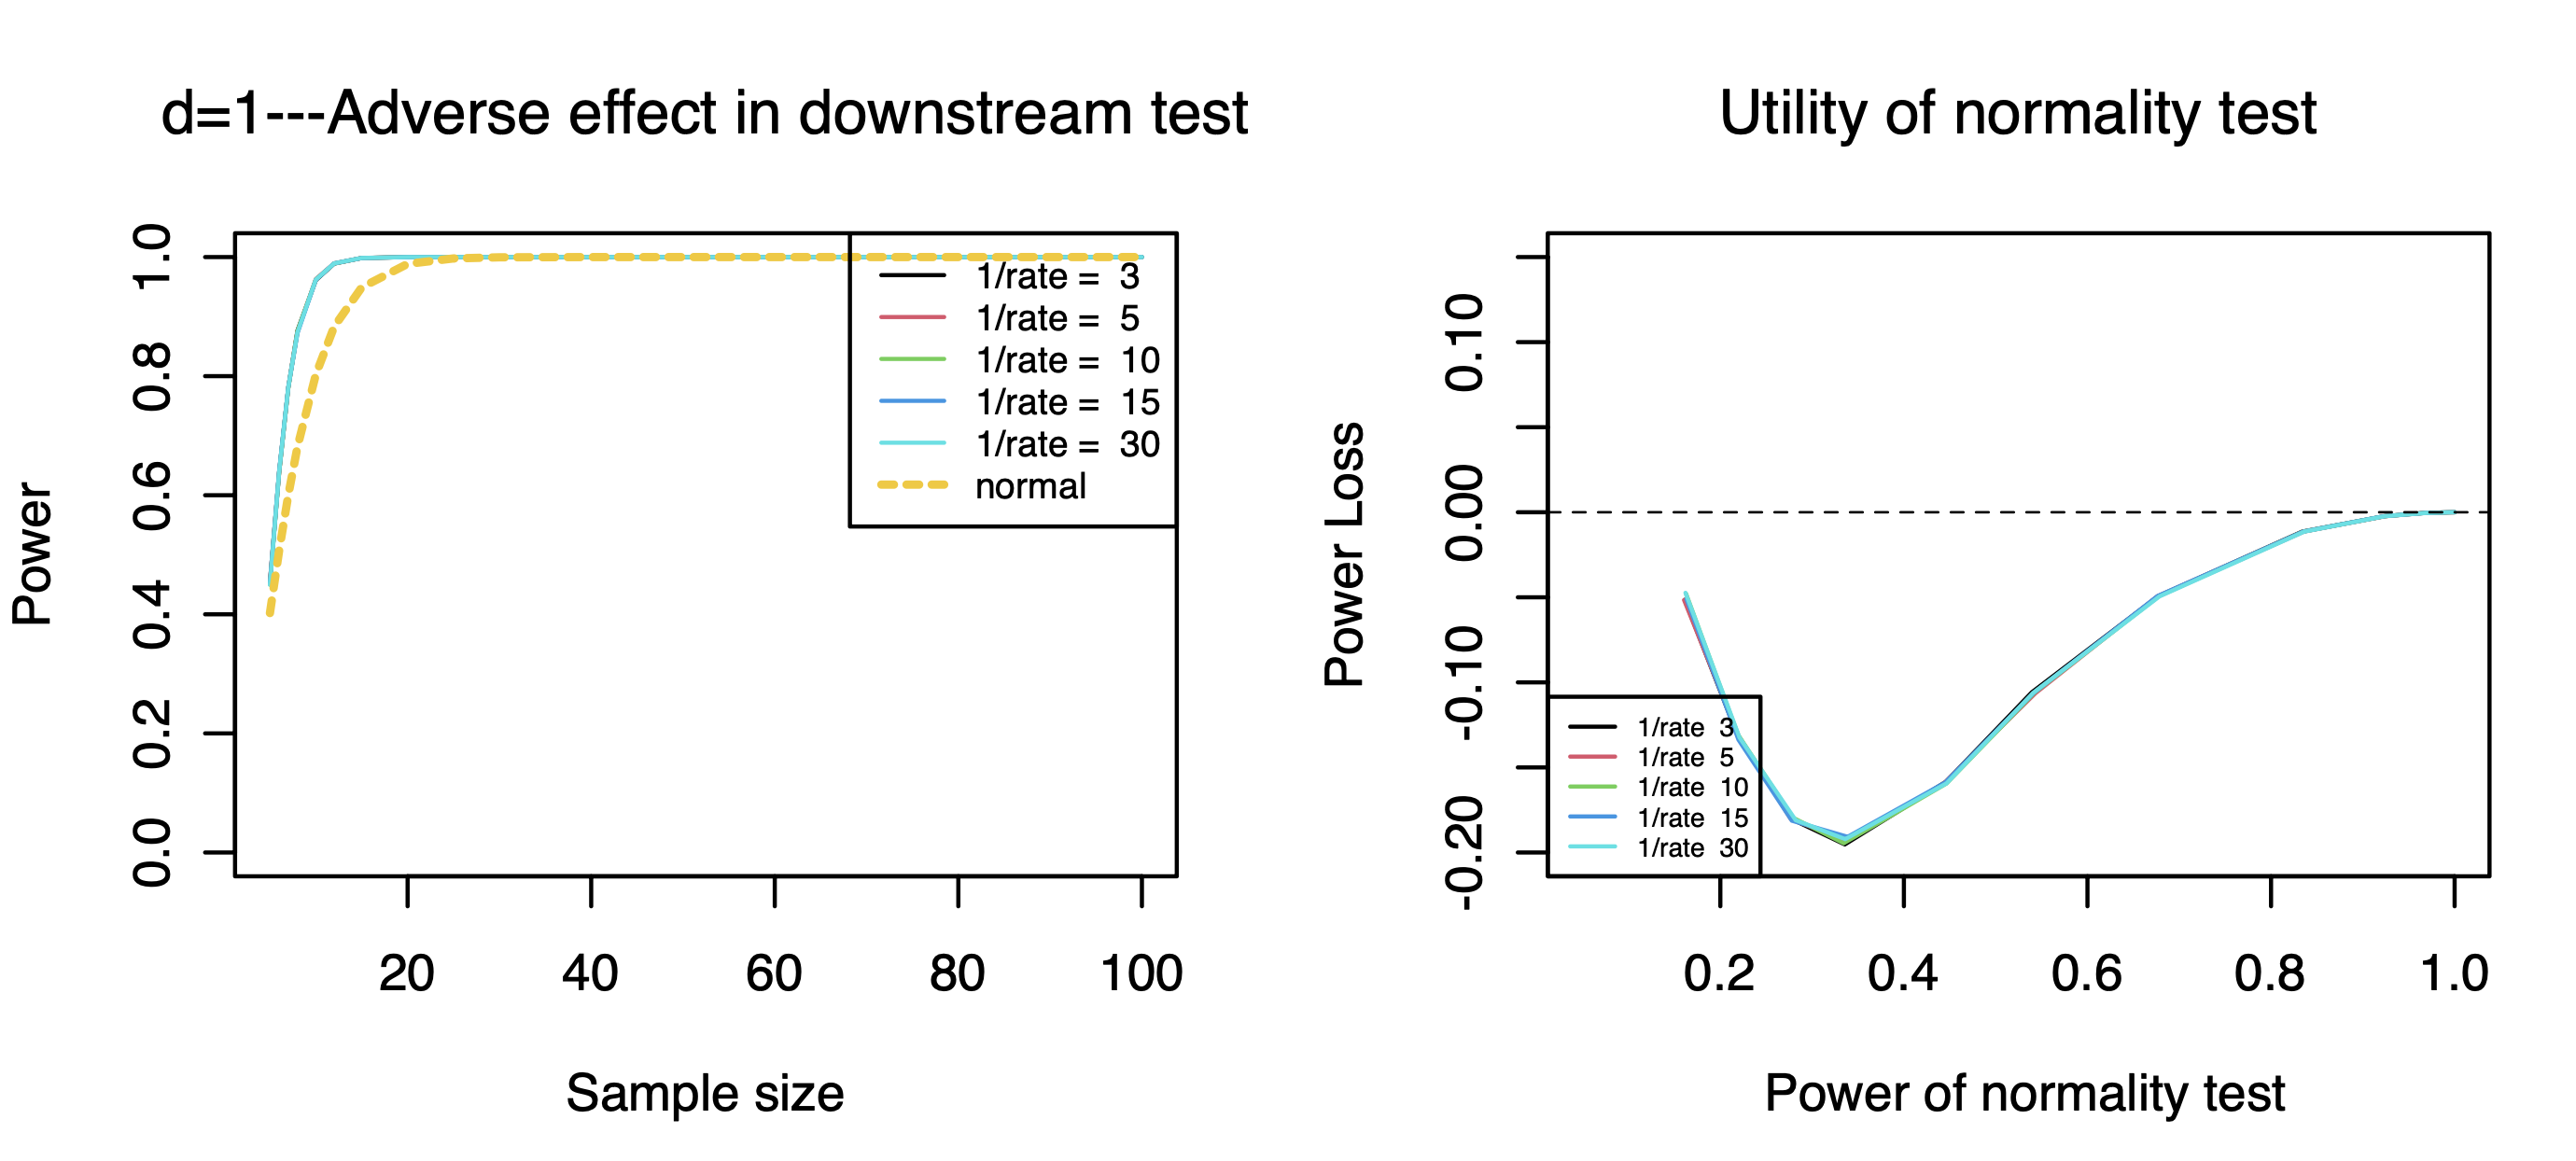 d=1---Adverse effect in downstream test
Power
1.0
0.8
0.6
0.4
0.2
0.0
1/rate = 3
1/rate = 5
1/rate = 10
1/rate = 15
1/rate = 30
normal
20 40 60 80 100
Sample size
Utility of normality test
Power Loss
0.10
0.00
-0.10
-0.20
1/rate 3
1/rate 5
1/rate 10
1/rate 15
1/rate 30
0.2 0.4 0.6 0.8 1.0
Power of normality test